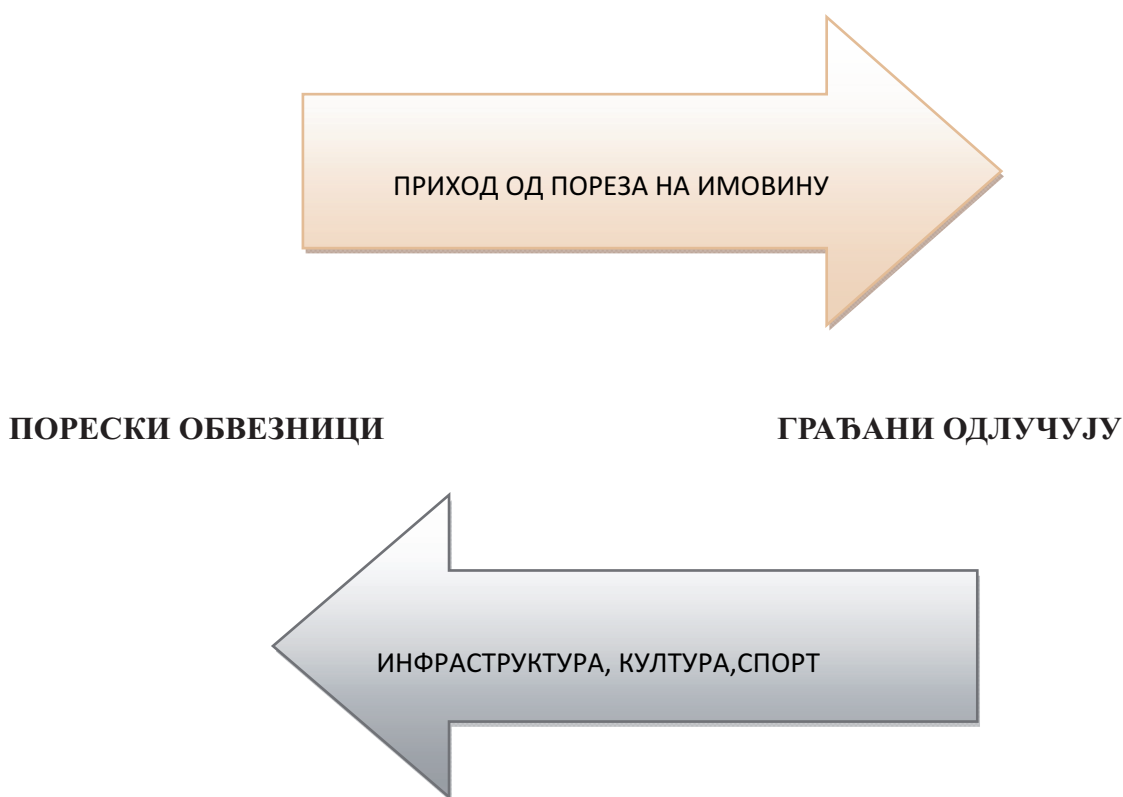 ПРИХОД ОД ПОРЕЗА НА ИМОВИНУ
ПОРЕСКИ ОБВЕЗНИЦИ
ГРАЂАНИ ОДЛУЧУЈУ
ИНФРАСТРУКТУРА, КУЛТУРА,СПОРТ